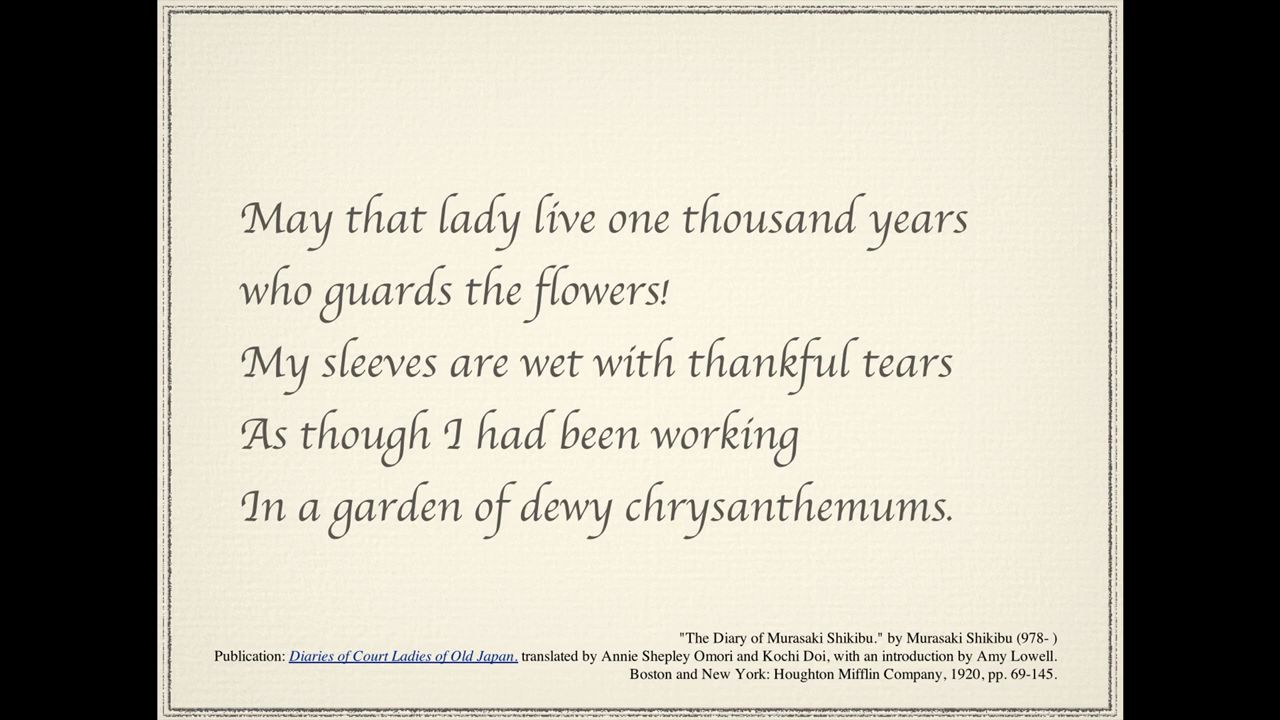 May that lady live one thousand years
who guards the flowers!
My sleeves are wet with thankful tears
As though I had been working
In a garden of dewy chrysanthemums.
"The Diary of Murasaki Shikibu." by Murasaki Shikibu (978- )
Publication: Diaries of Court Ladies of Old Japan. translated by Annie Shepley Omori and Kochi Doi, with an introduction by Amy Lowell.
Boston and New York: Houghton Mifflin Company, 1920, pp. 69-145.